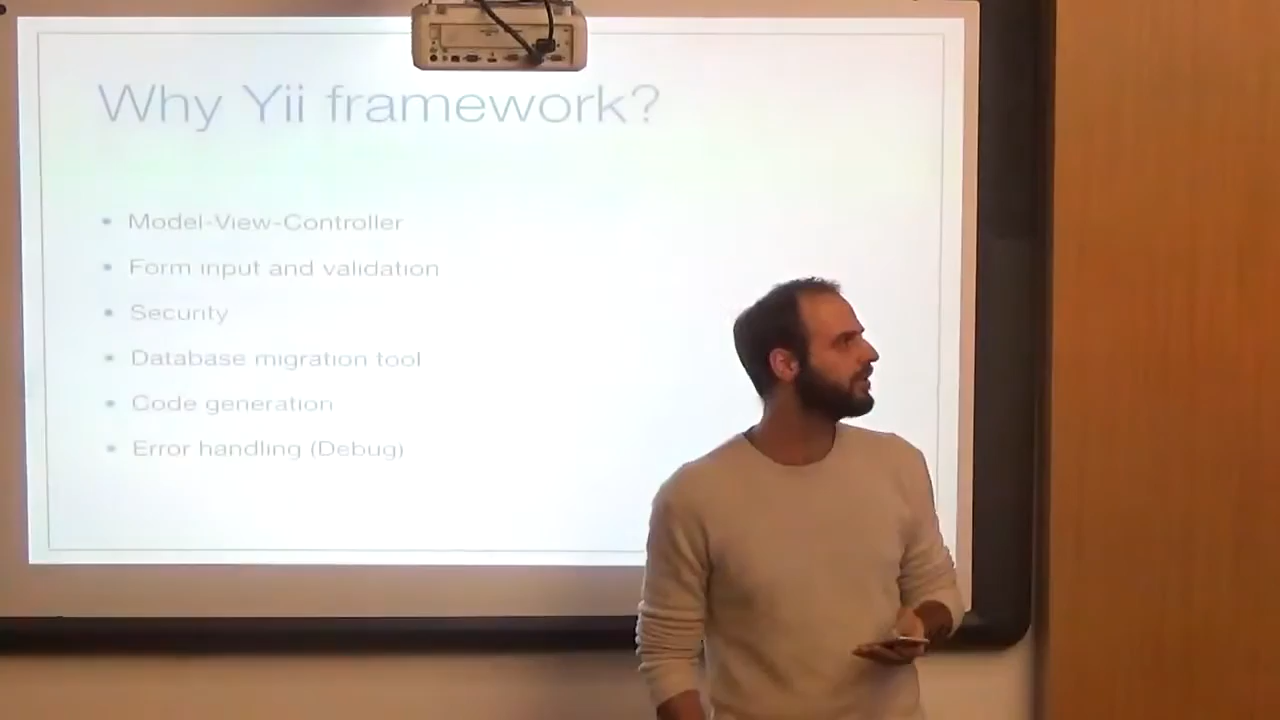 Why Yii framework?
• Model-View-Controller
• Form input and validation
• Security
• Database migration tool
• Code generation
• Error handling (Debug)